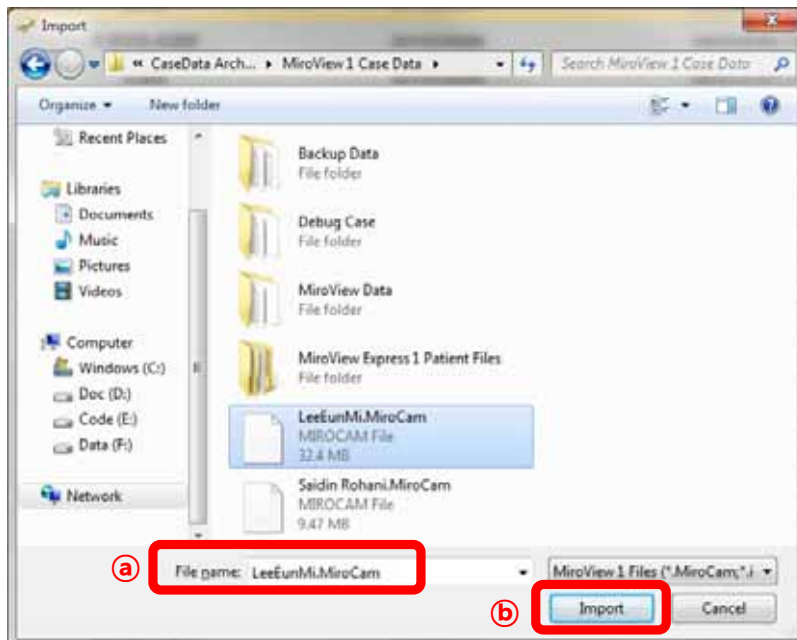 Import
« CaseData Arch... ▸ MiroView 1 Case Data ▸
Search MiroView 1 Case Data
Organize ▾ New folder
Recent Places
Libraries
Documents
Music
Pictures
Videos
Computer
Windows (C:)
Doc (D:)
Code (E:)
Data (F:)
Network
Backup Data
File folder
Debug Case
File folder
MiroView Data
File folder
MiroView Express 1 Patient Files
File folder
LeeEunMi.MiroCam
MIROCAM File
32.4 MB
Saidin Rohani.MiroCam
MIROCAM File
9.47 MB
ⓐ File name: LeeEunMi.MiroCam
MiroView 1 Files (*.MiroCam;*.i
ⓑ Import Cancel